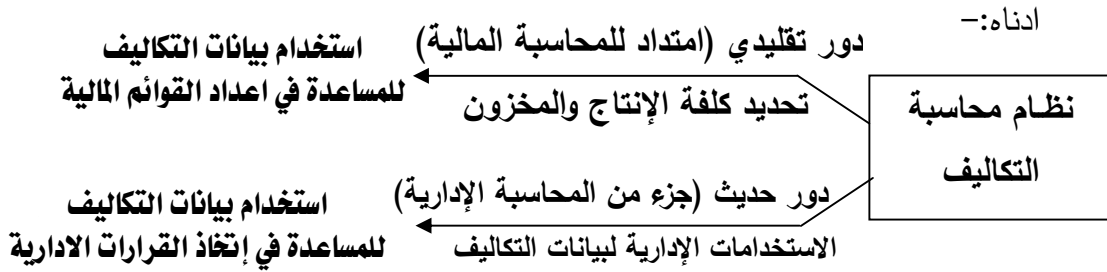 ادناه:-
نظام محاسبة
التكاليف
دور تقليدي (امتداد للمحاسبة المالية)
تحديد كلفة الإنتاج والمخزون
استخدام بيانات التكاليف
للمساعدة في اعداد القوائم المالية
دور حديث (جزء من المحاسبة الإدارية)
الاستخدامات الإدارية لبيانات التكاليف
استخدام بيانات التكاليف
للمساعدة في إتخاذ القرارات الادارية